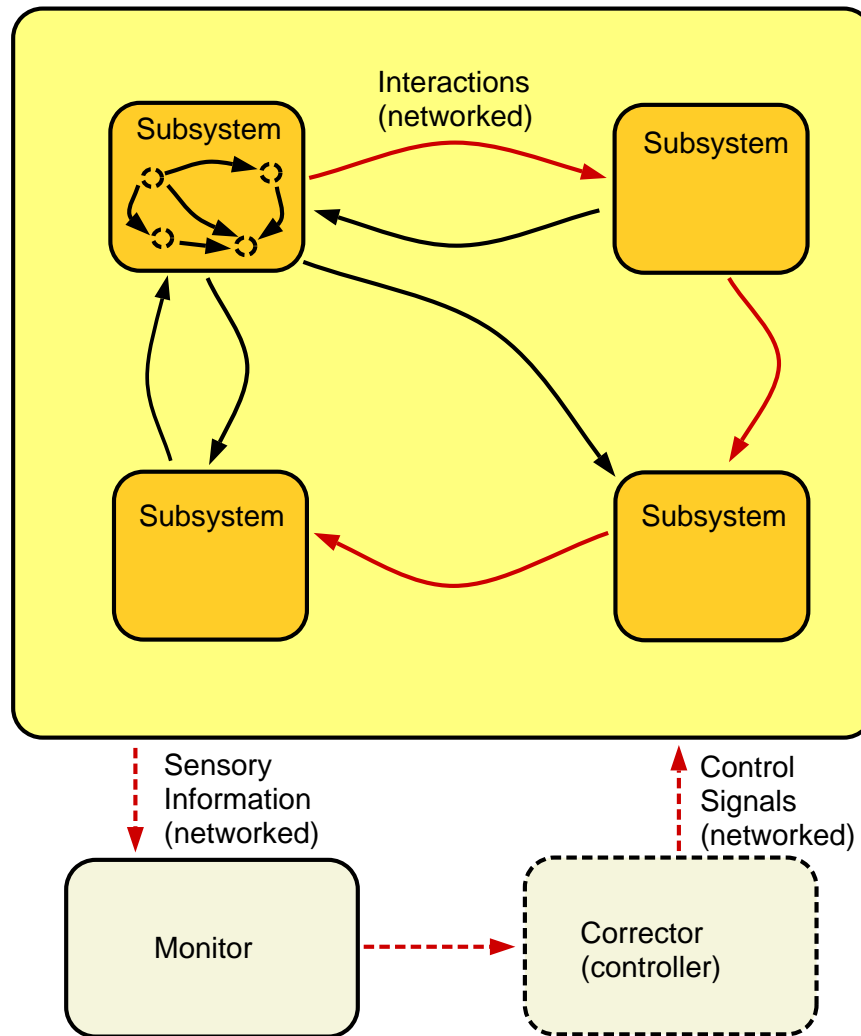 Interactions
(networked)
Subsystem
Subsystem
Subsystem
Subsystem
Sensory
Information
(networked)
Control
Signals
(networked)
Monitor
Corrector
(controller)